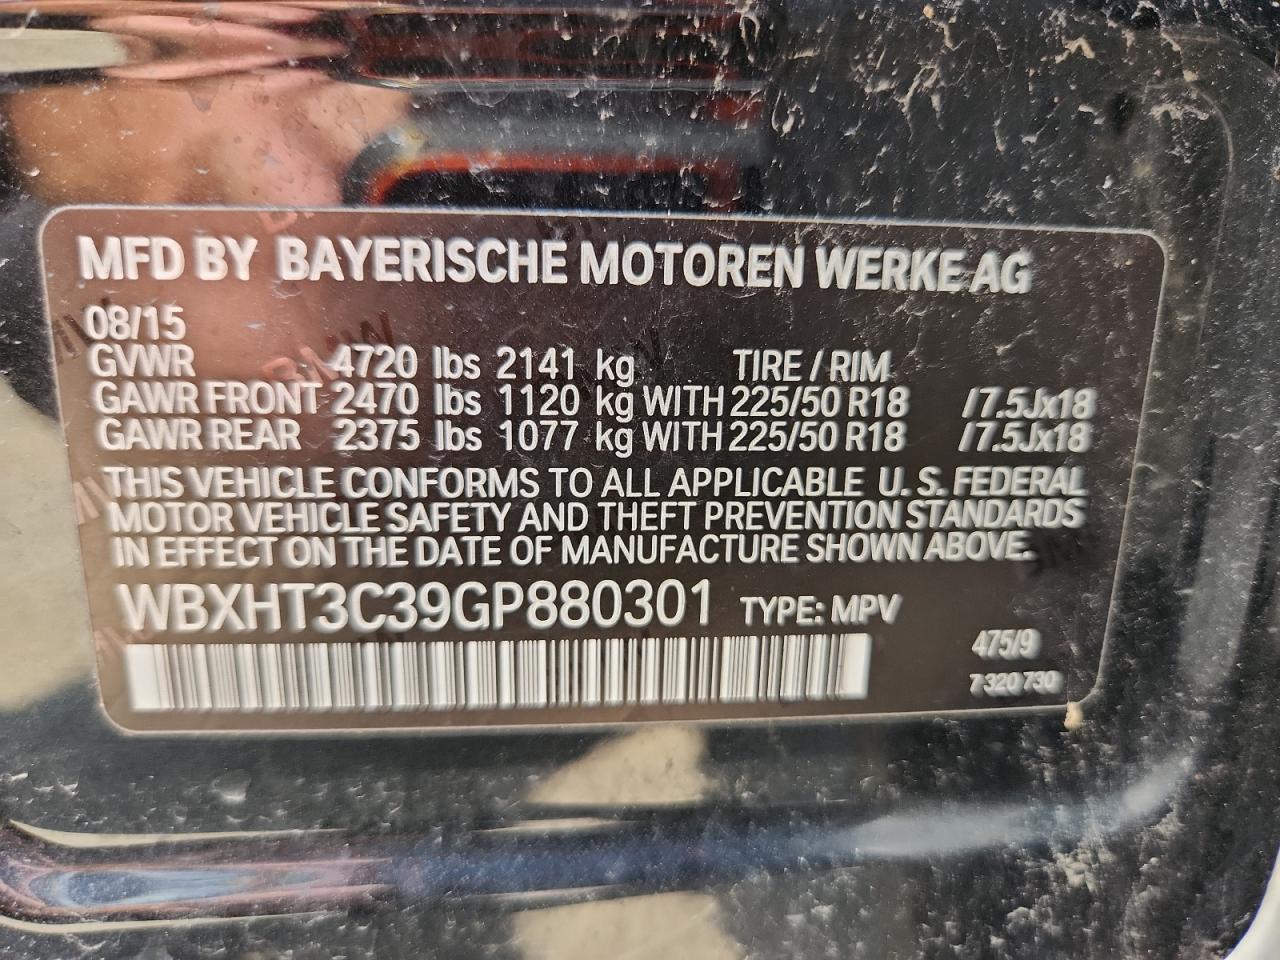 MFD BY BAYERISCHE MOTOREN WERKE AG
08/15
GVWR 4720 lbs 2141 kg TIRE / RIM
GAWR FRONT 2470 lbs 1120 kg WITH 225/50 R18 / 7.5Jx18
GAWR REAR 2375 lbs 1077 kg WITH 225/50 R18 / 7.5Jx18
THIS VEHICLE CONFORMS TO ALL APPLICABLE U. S. FEDERAL
MOTOR VEHICLE SAFETY AND THEFT PREVENTION STANDARDS
IN EFFECT ON THE DATE OF MANUFACTURE SHOWN ABOVE.
WBXHT3C39GP880301 TYPE: MPV
475/9
7 320 730